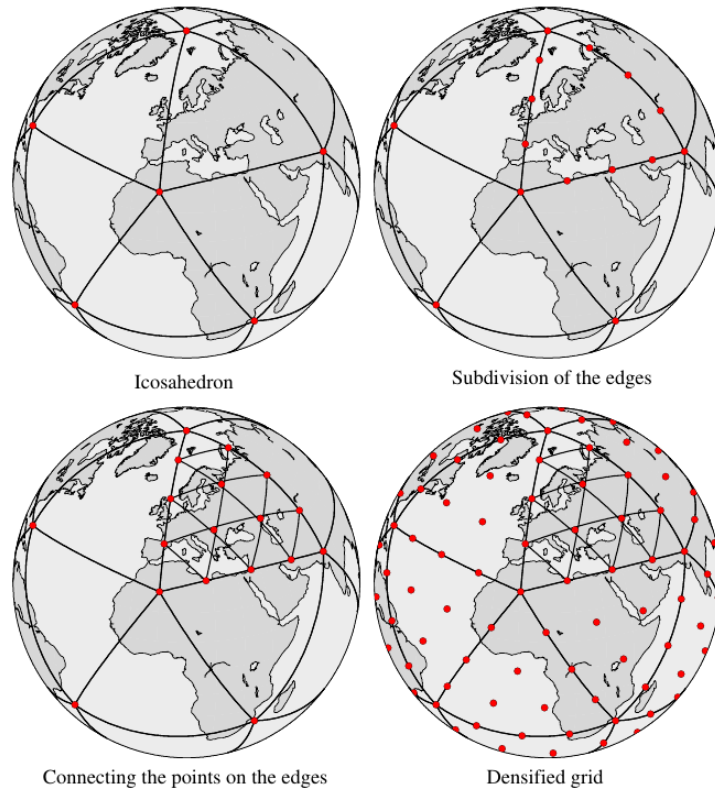 Icosahedron
Subdivision of the edges
Connecting the points on the edges
Densified grid